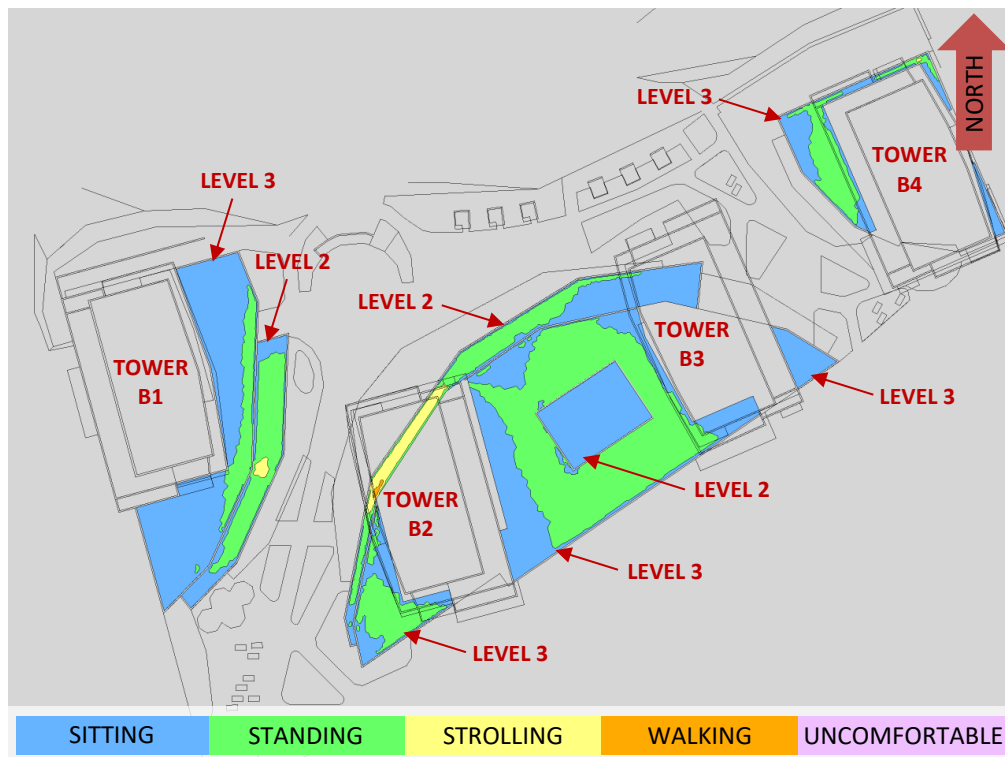 LEVEL 3
NORTH
TOWER
B4
LEVEL 3
LEVEL 2
LEVEL 2
TOWER
B3
TOWER
B1
LEVEL 3
TOWER
B2
LEVEL 2
LEVEL 3
LEVEL 3
SITTING
STANDING
STROLLING
WALKING
UNCOMFORTABLE